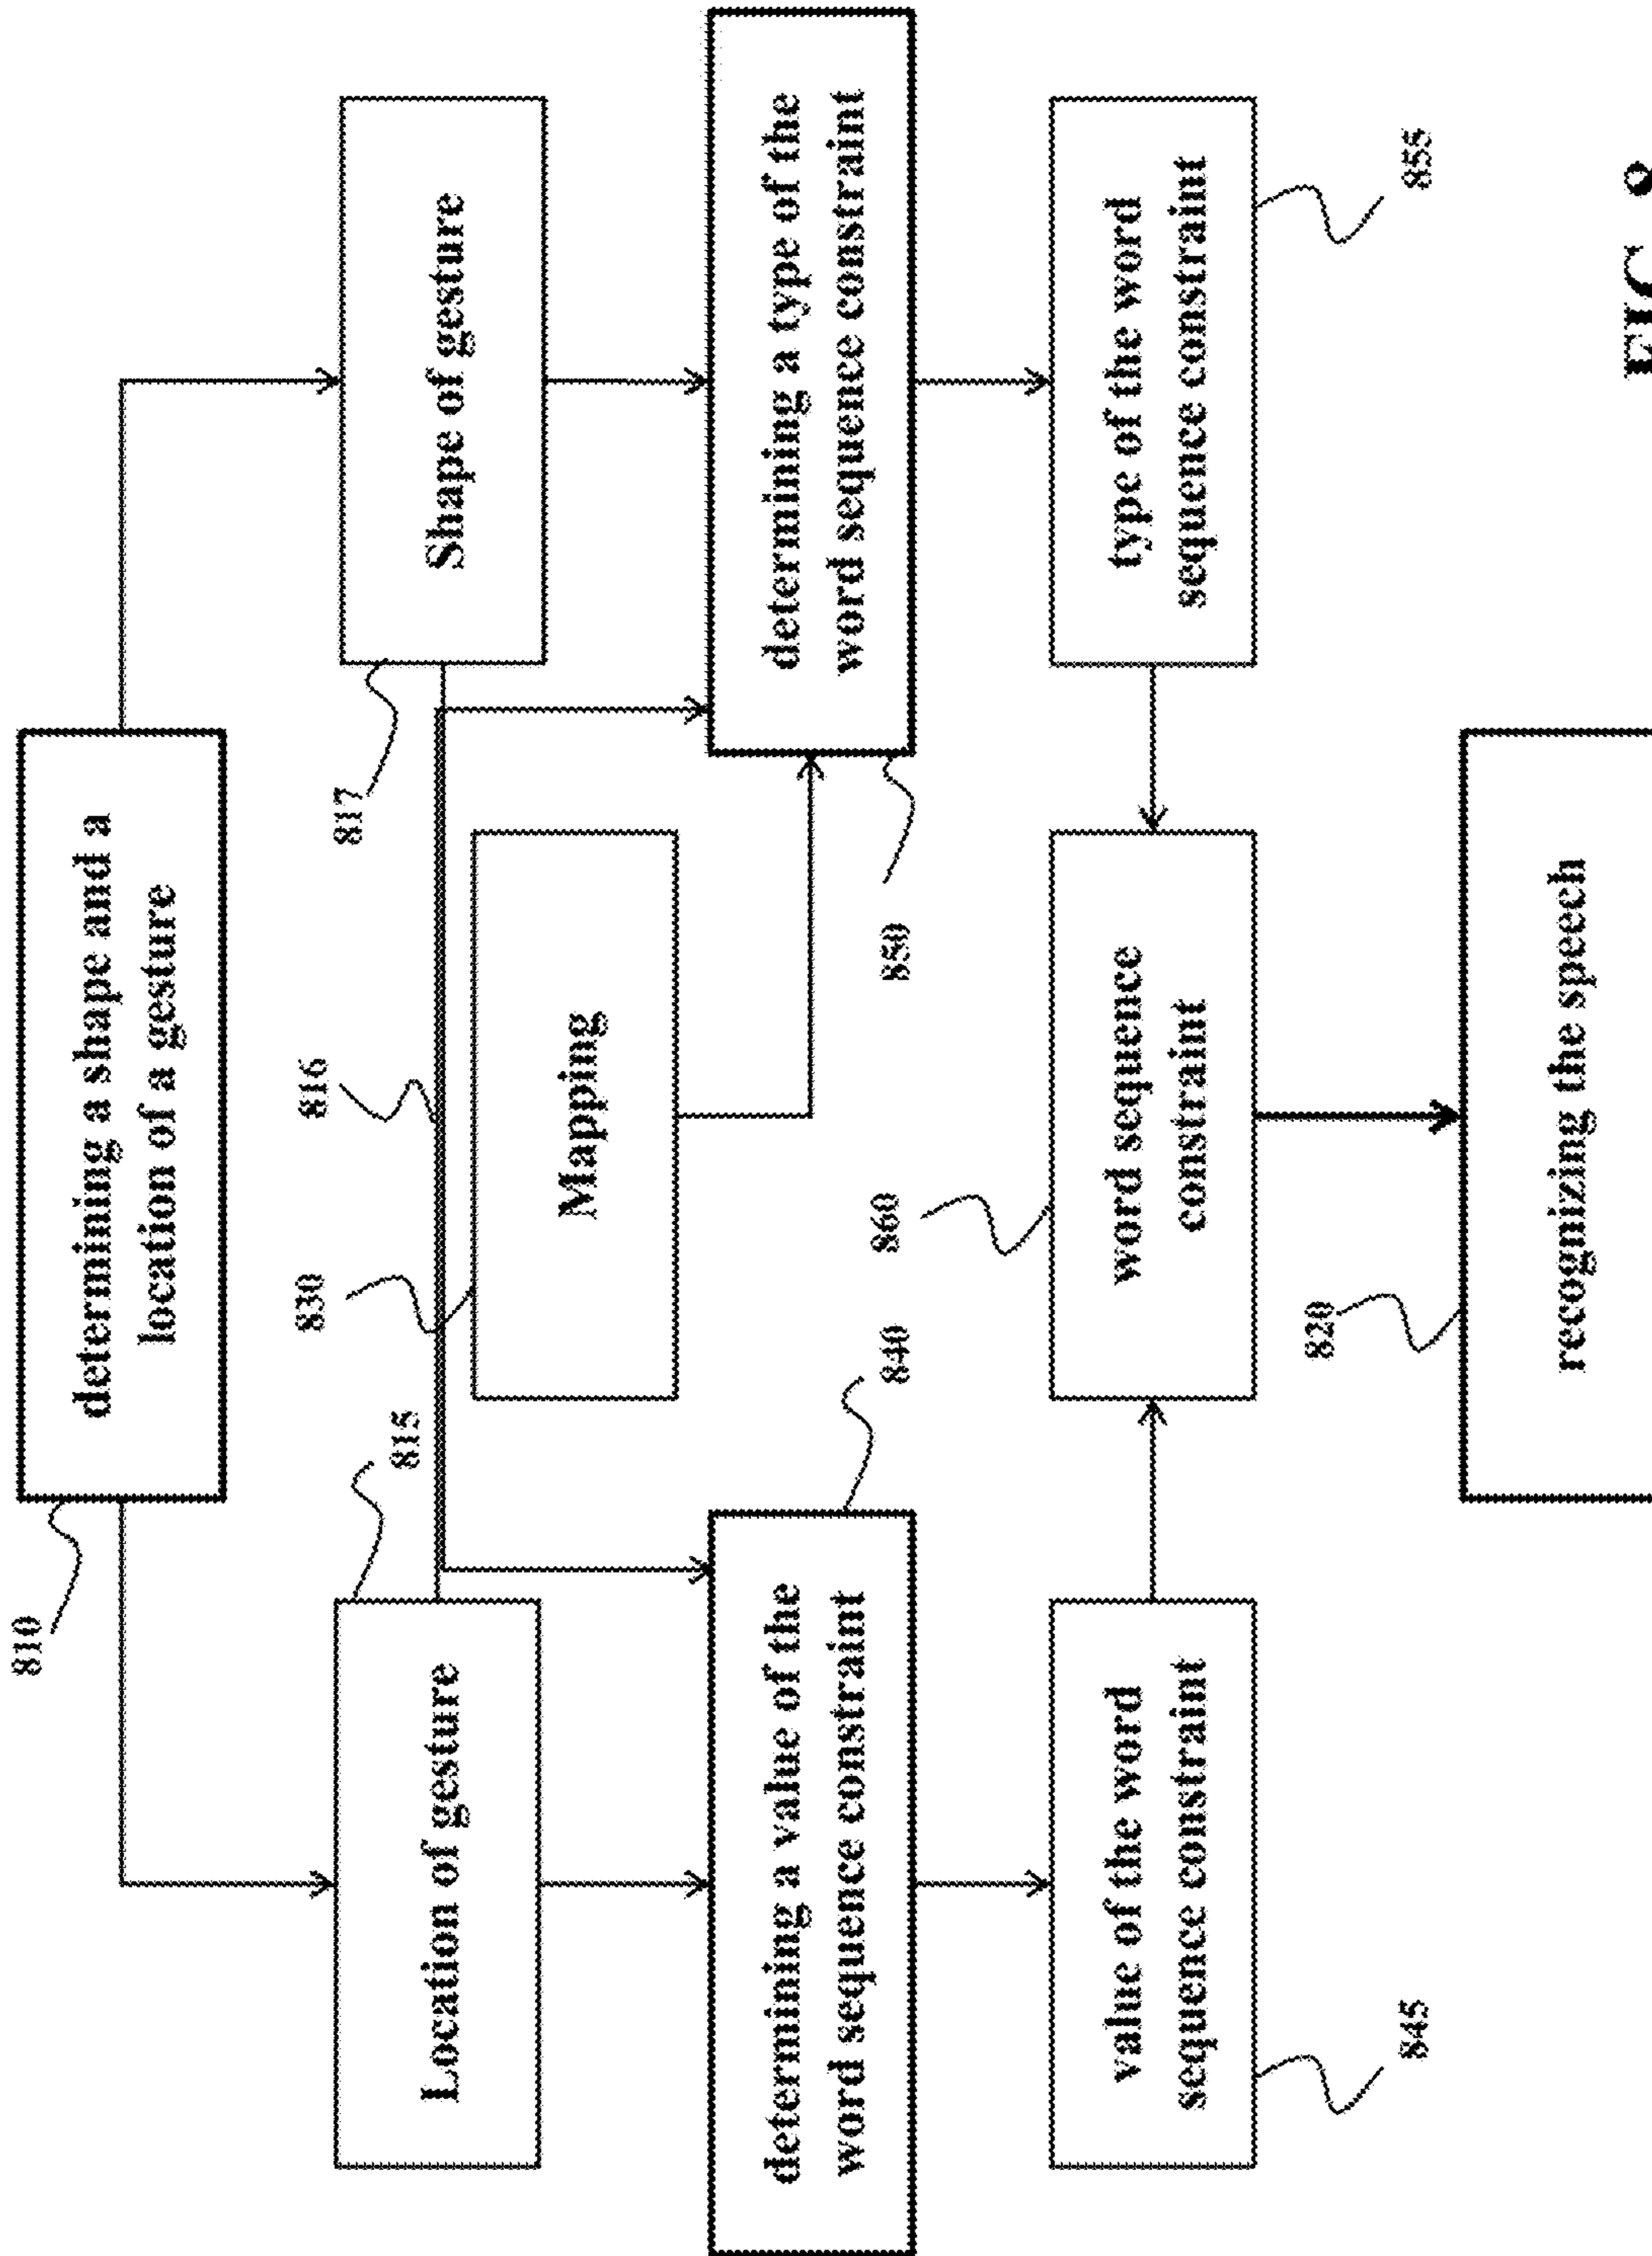 810
determining a shape and a
location of a gesture
815
Location of gesture
816
817
Shape of gesture
830
Mapping
840
determining a value of the
word sequence constraint
850
determining a type of the
word sequence constraint
845
value of the word
sequence constraint
860
word sequence
constraint
855
type of the word
sequence constraint
820
recognizing the speech
FIG. 8